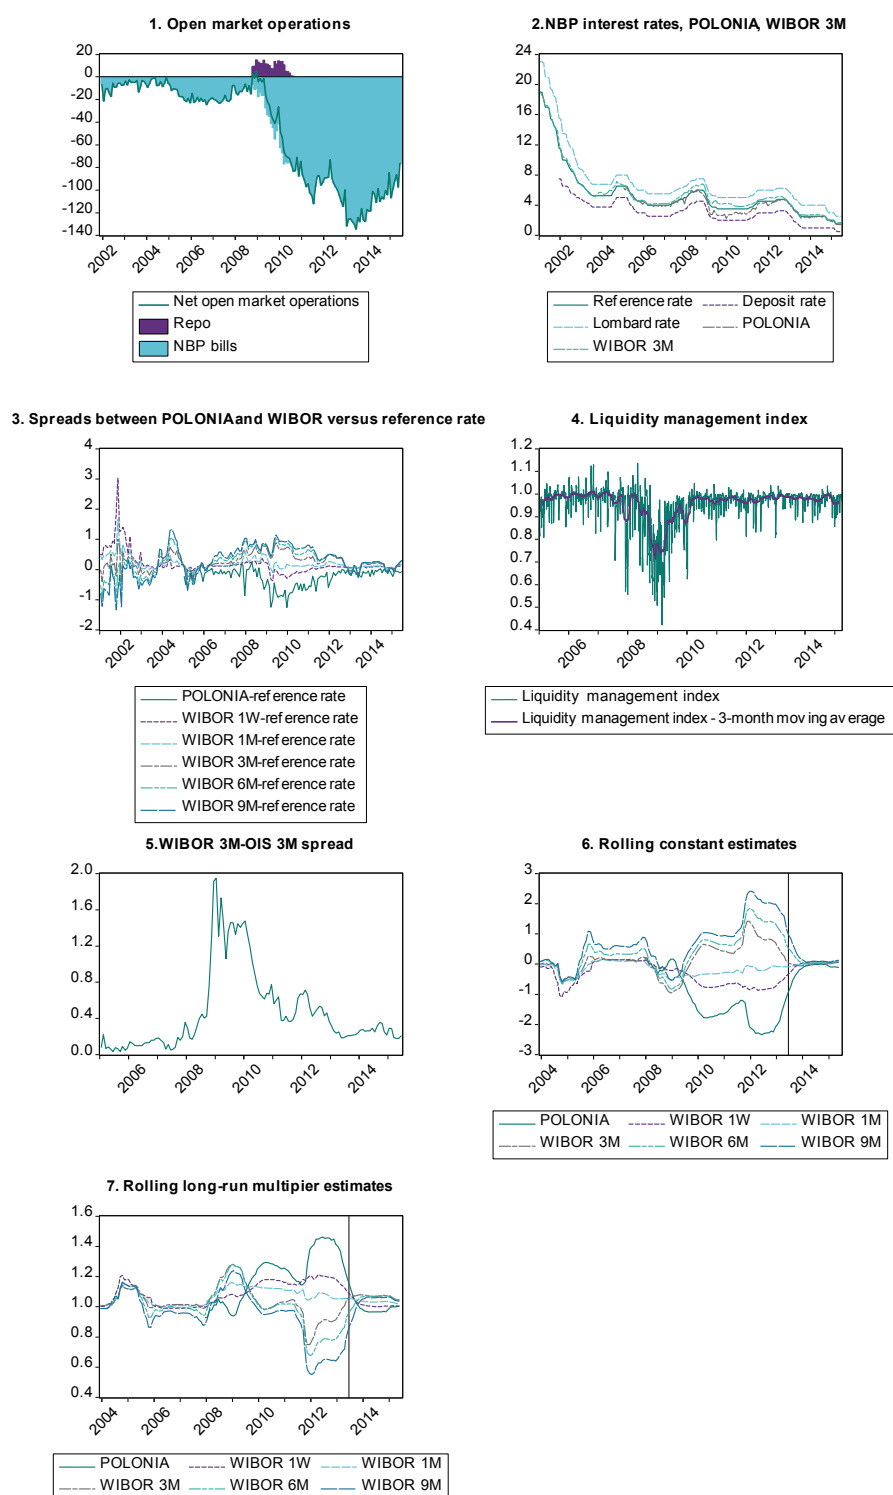 1. Open market operations
20
0
-20
-40
-60
-80
-100
-120
-140
2002
2004
2006
2008
2010
2012
2014
Net open market operations
Repo
NBP bills
2.NBP interest rates, POLONIA, WIBOR 3M
24
20
16
12
8
4
0
2002
2004
2006
2008
2010
2012
2014
Reference rate
Deposit rate
Lombard rate
POLONIA
WIBOR 3M
3. Spreads between POLONIAand WIBOR versus reference rate
4
3
2
1
0
-1
-2
2002
2004
2006
2008
2010
2012
2014
POLONIA-reference rate
WIBOR 1W-reference rate
WIBOR 1M-reference rate
WIBOR 3M-reference rate
WIBOR 6M-reference rate
WIBOR 9M-reference rate
4. Liquidity management index
1.2
1.1
1.0
0.9
0.8
0.7
0.6
0.5
0.4
2006
2008
2010
2012
2014
Liquidity management index
Liquidity management index - 3-month moving average
5.WIBOR 3M-OIS 3M spread
2.0
1.6
1.2
0.8
0.4
0.0
2006
2008
2010
2012
2014
6. Rolling constant estimates
3
2
1
0
-1
-2
-3
2004
2006
2008
2010
2012
2014
POLONIA
WIBOR 1W
WIBOR 1M
WIBOR 3M
WIBOR 6M
WIBOR 9M
7. Rolling long-run multipier estimates
1.6
1.4
1.2
1.0
0.8
0.6
0.4
2004
2006
2008
2010
2012
2014
POLONIA
WIBOR 1W
WIBOR 1M
WIBOR 3M
WIBOR 6M
WIBOR 9M